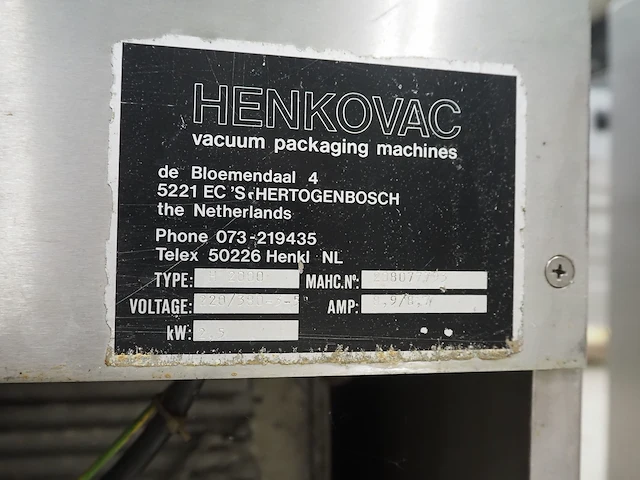 HENKOVAC
vacuum packaging machines
de Bloemendaal 4
5221 EC 'S-HERTOGENBOSCH
the Netherlands
Phone 073-219435
Telex 50226 Henkl NL
TYPE: MAHC.Nº:
VOLTAGE: AMP:
kW: